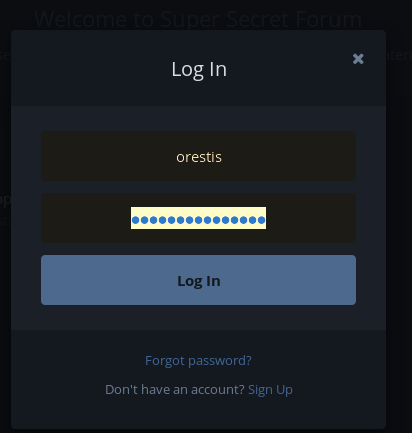 Welcome to Super Secret Forum
Log In
orestis
•••••••••••••••
Log In
Forgot password?
Don't have an account? Sign Up